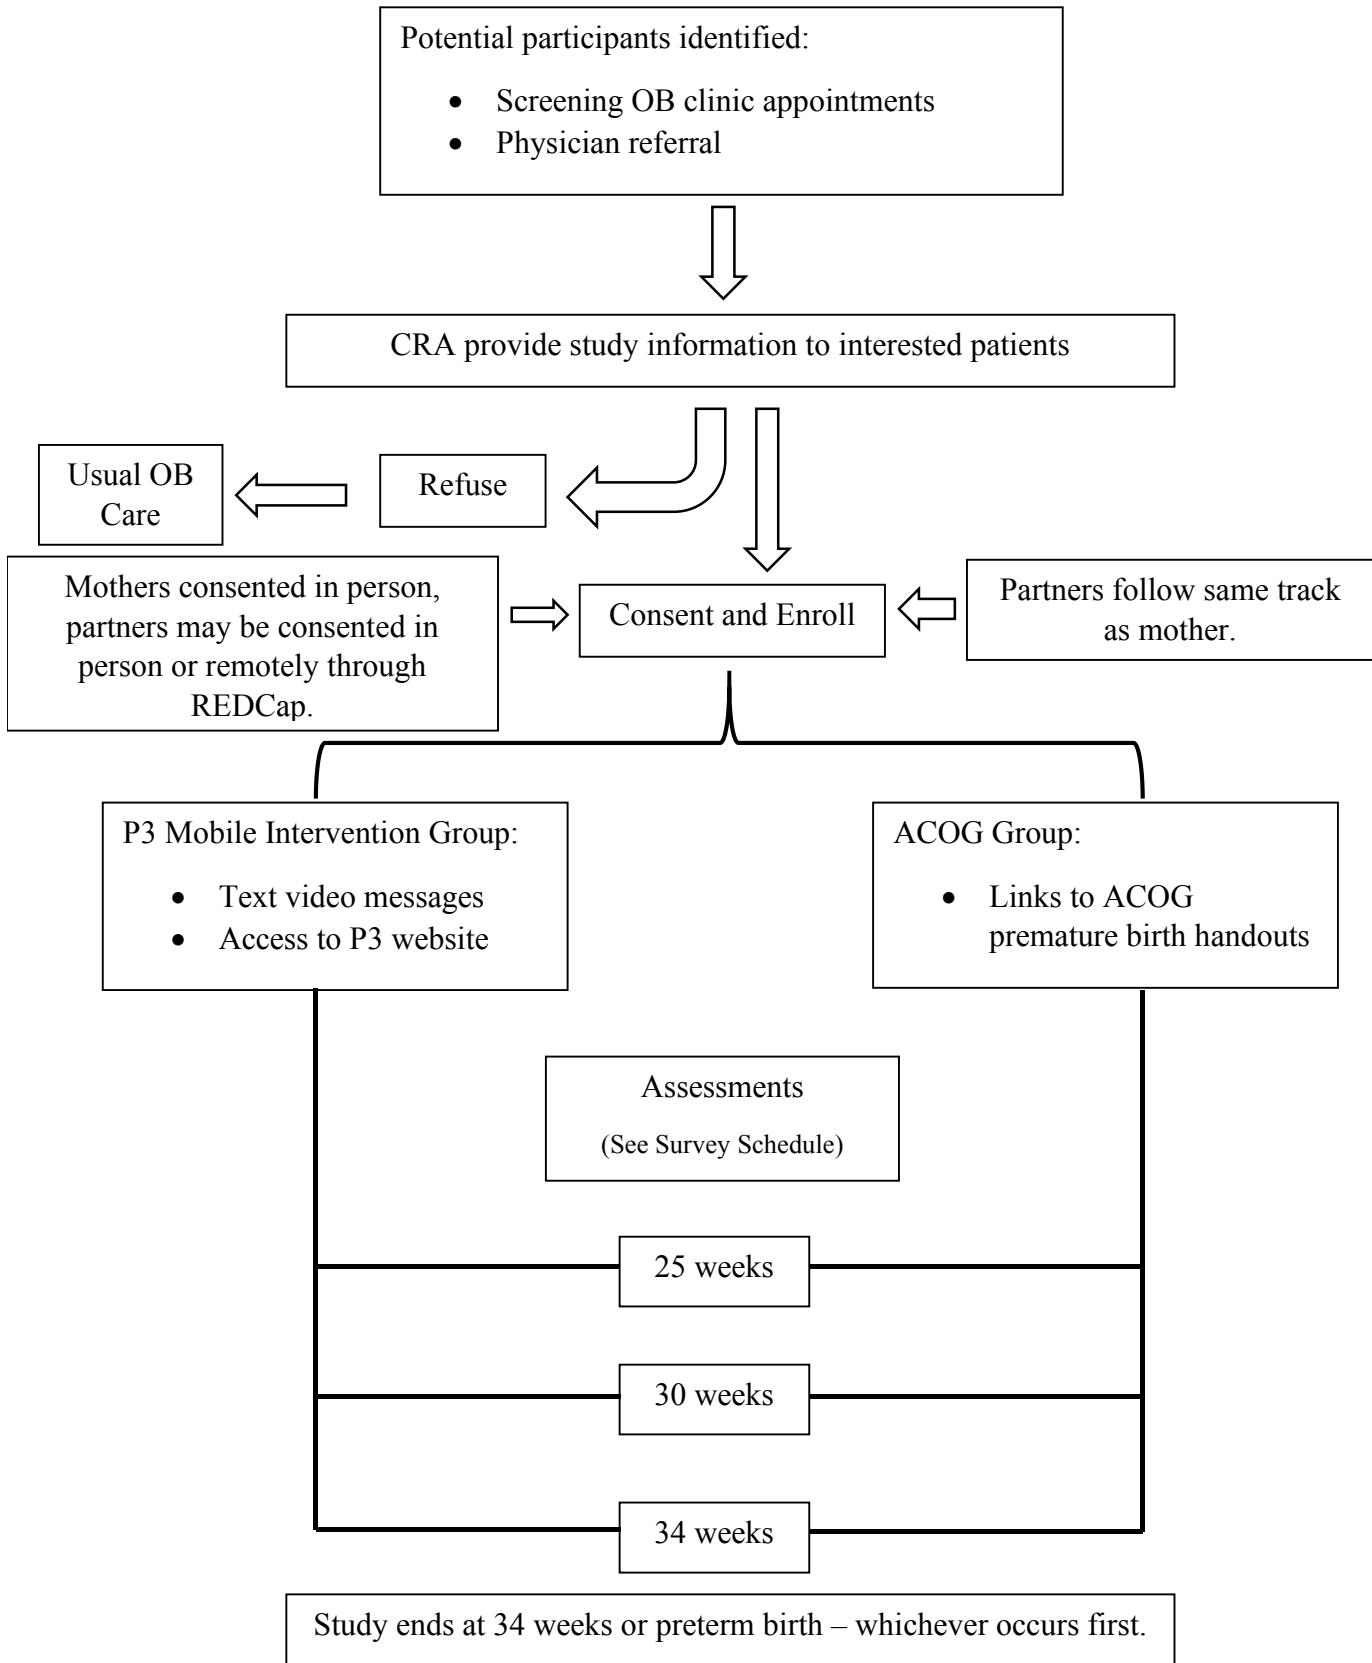 Potential participants identified:
• Screening OB clinic appointments
• Physician referral
CRA provide study information to interested patients
Usual OB
Care
Refuse
Mothers consented in person,
partners may be consented in
person or remotely through
REDCap.
Consent and Enroll
Partners follow same track
as mother.
P3 Mobile Intervention Group:
• Text video messages
• Access to P3 website
ACOG Group:
• Links to ACOG
premature birth handouts
Assessments
(See Survey Schedule)
25 weeks
30 weeks
34 weeks
Study ends at 34 weeks or preterm birth – whichever occurs first.